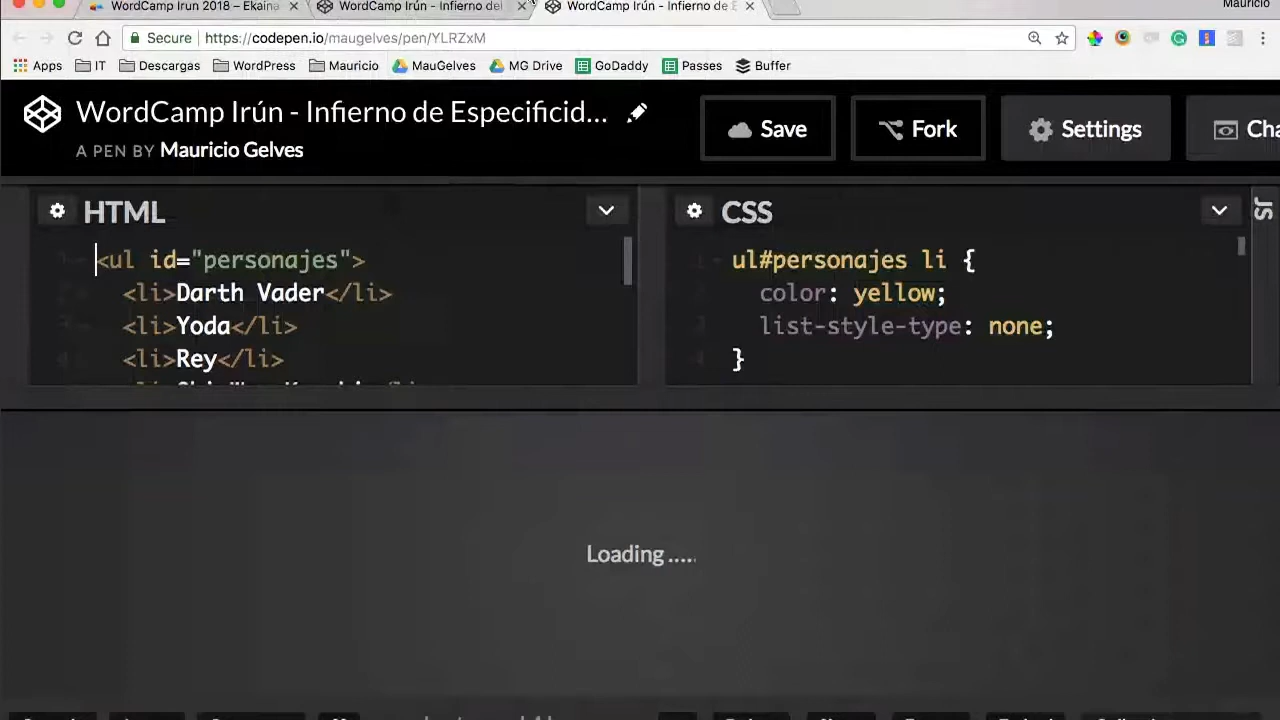 WordCamp Irun 2018 – Ekaina
WordCamp Irún - Infierno del
WordCamp Irún - Infierno de E
Mauricio
Secure
https://codepen.io/maugelves/pen/YLRZxM
Apps
IT
Descargas
WordPress
Mauricio
MauGelves
MG Drive
GoDaddy
Passes
Buffer
WordCamp Irún - Infierno de Especificid...
A PEN BY Mauricio Gelves
Save
Fork
Settings
Cha
HTML
<ul id="personajes">
<li>Darth Vader</li>
<li>Yoda</li>
<li>Rey</li>
CSS
ul#personajes li {
color: yellow;
list-style-type: none;
}
JS
Loading .....